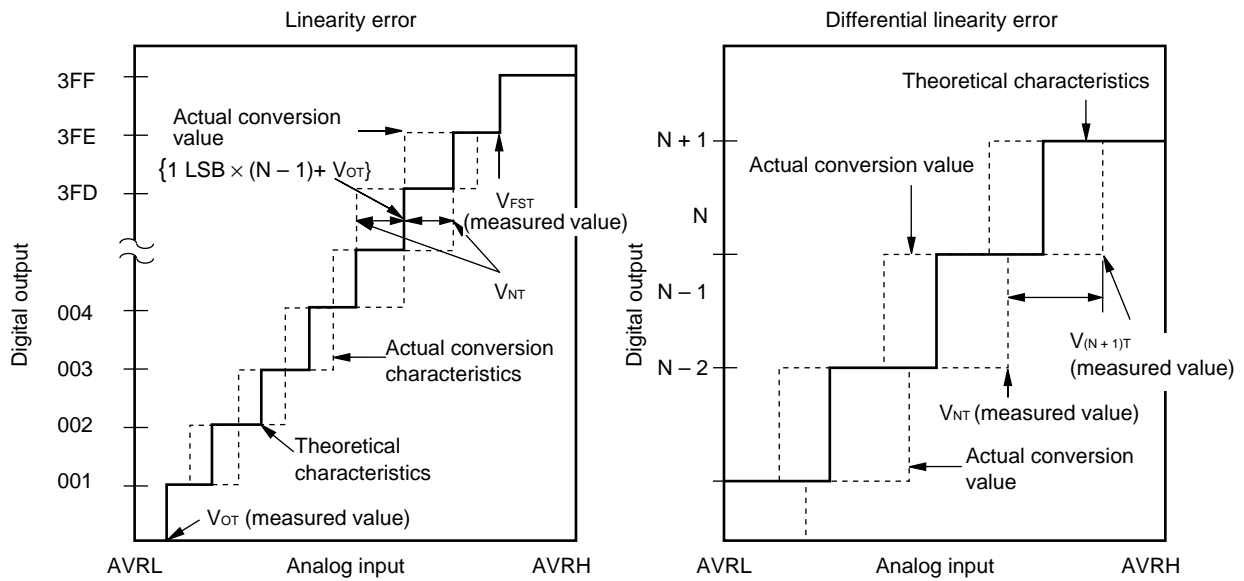 Linearity error
3FF
3FE
3FD
004
003
002
001
Digital output
Actual conversion
value
{1 LSB × (N – 1)+ VOT}
VFST
(measured value)
VNT
Actual conversion
characteristics
Theoretical
characteristics
VOT (measured value)
AVRL
Analog input
AVRH
Differential linearity error
N + 1
N
N – 1
N – 2
Digital output
Theoretical characteristics
Actual conversion value
V(N + 1)T
(measured value)
VNT (measured value)
Actual conversion
value
AVRL
Analog input
AVRH